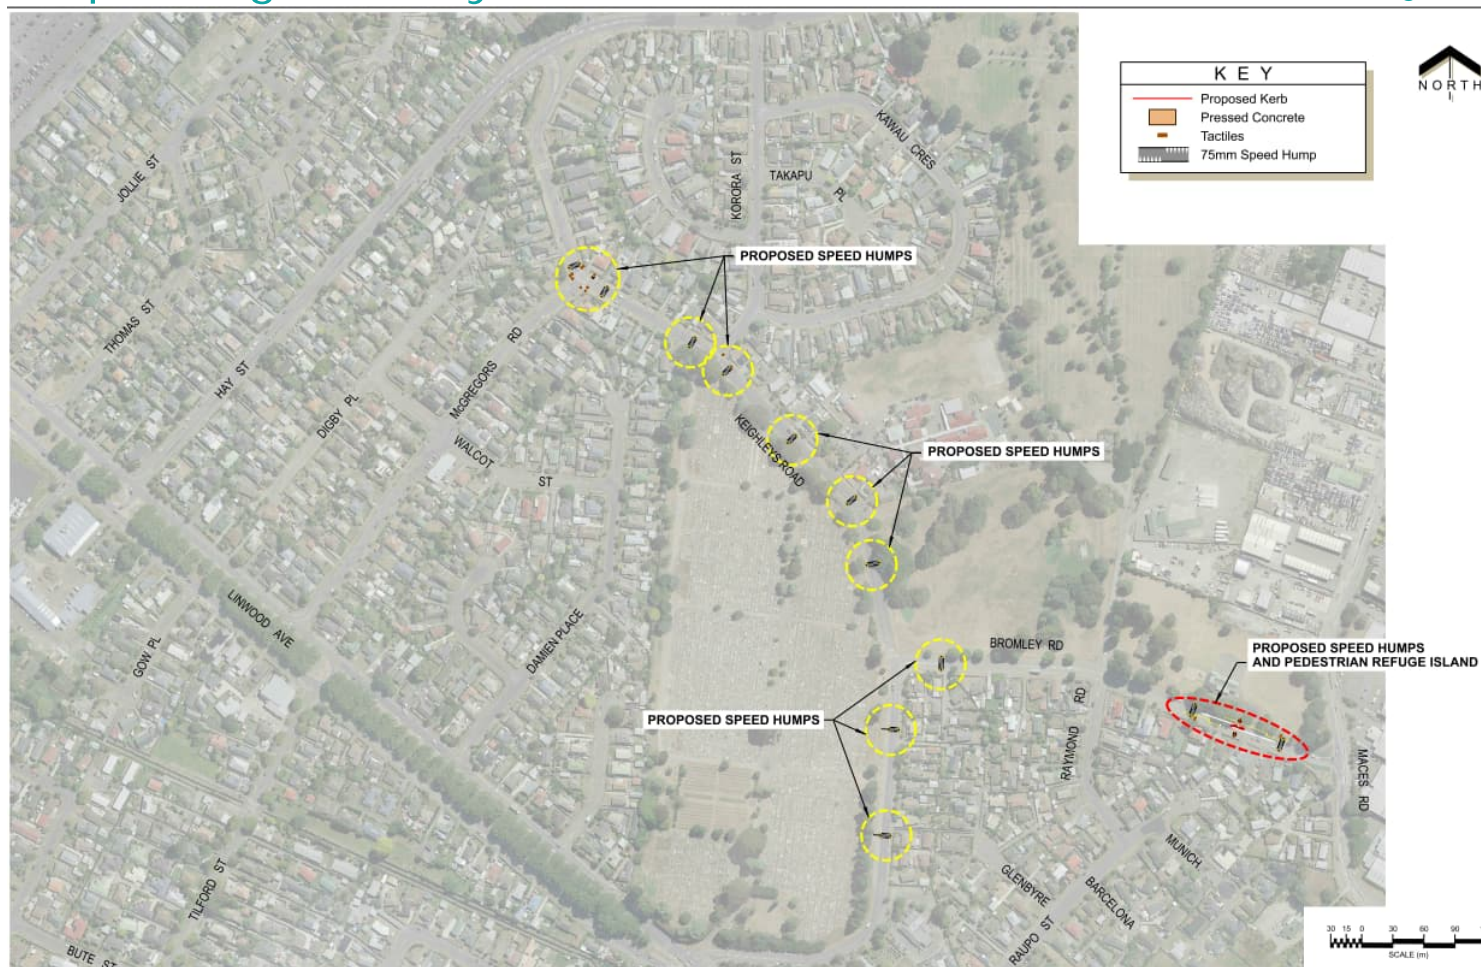 KEY
Proposed Kerb
Pressed Concrete
Tactiles
75mm Speed Hump
NORTH
KAWAU CRES
JOLLIE ST
KORORA ST
TAKAPU PL
PROPOSED SPEED HUMPS
THOMAS ST
HAY ST
DIGBY PL
McGREGORS RD
WALCOT ST
KEIGHLEYS ROAD
PROPOSED SPEED HUMPS
LINWOOD AVE
GOW PL
DAMIEN PLACE
BROMLEY RD
PROPOSED SPEED HUMPS
AND PEDESTRIAN REFUGE ISLAND
PROPOSED SPEED HUMPS
RAYMOND RD
MACES RD
MUNICH
GLENBYRE
BARCELONA
TILFORD ST
RAUPO ST
BUTE ST
30 15 0 30 60 90
SCALE (m)